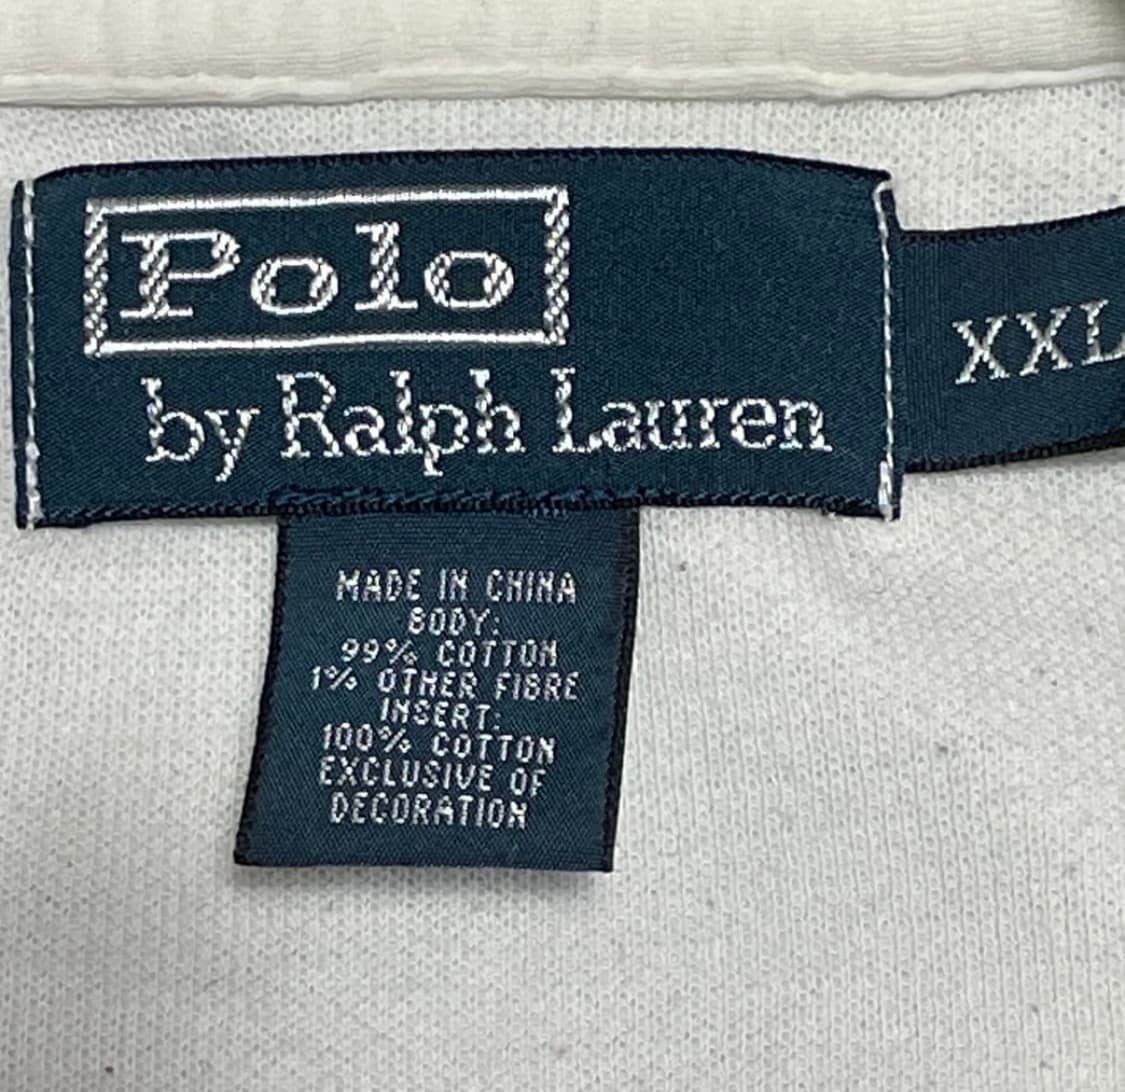 Polo
by Ralph Lauren
XXL
MADE IN CHINA
BODY:
99% COTTON
1% OTHER FIBRE
INSERT:
100% COTTON
EXCLUSIVE OF
DECORATION